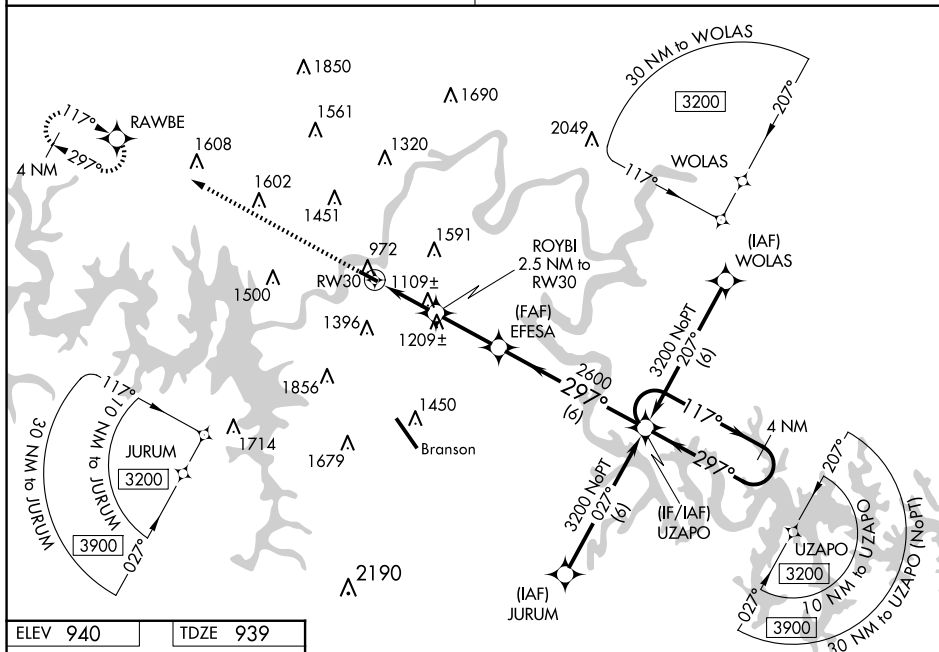 30 NM to WOLAS
3200
207°
WOLAS
117°
1850
1690
1561
2049
117°
RAWBE
297°
4 NM
1608
1320
1602
1451
972
1591
RW30
1109±
ROYBI
2.5 NM to
RW30
(IAF)
WOLAS
1500
1396
1209±
(FAF)
EFESA
3200 NoPT
207°
(6)
2600
297°
(6)
1856
1450
Branson
117°
4 NM
297°
117°
JURUM
3200
10 NM to JURUM
30 NM to JURUM
3900
027°
1714
1679
3200 NoPT
027°
(6)
(IF/IAF)
UZAPO
207°
UZAPO
3200
027°
10 NM to UZAPO
3900
30 NM to UZAPO (NoPT)
2190
(IAF)
JURUM
ELEV 940
TDZE 939